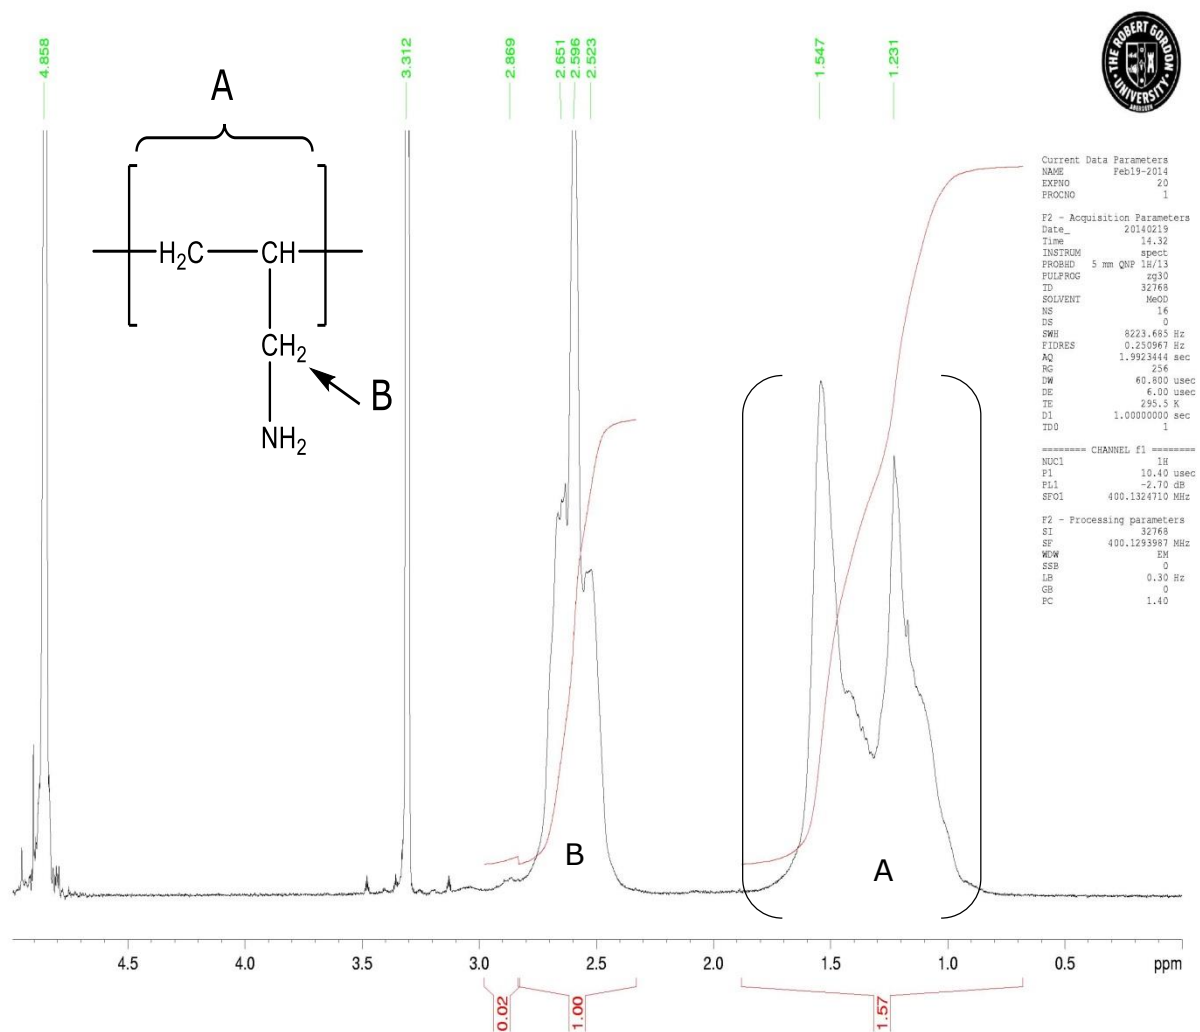 4.858
3.312
2.869
2.651
2.596
2.523
1.547
1.231
THE ROBERT GORDON UNIVERSITY
ABERDEEN
A
H2C CH
CH2
B
NH2
Current Data Parameters
NAME Feb19-2014
EXPNO 20
PROCNO 1
F2 - Acquisition Parameters
Date_ 20140219
Time 14.32
INSTRUM spect
PROBHD 5 mm QNP 1H/13
PULPROG zg30
TD 32768
SOLVENT MeOD
NS 16
DS 0
SWH 8223.685 Hz
FIDRES 0.250967 Hz
AQ 1.9923444 sec
RG 256
DW 60.800 usec
DE 6.00 usec
TE 295.5 K
D1 1.00000000 sec
TD0 1
======== CHANNEL f1 ========
NUC1 1H
P1 10.40 usec
PL1 -2.70 dB
SFO1 400.1324710 MHz
F2 - Processing parameters
SI 32768
SF 400.1293987 MHz
WDW EM
SSB 0
LB 0.30 Hz
GB 0
PC 1.40
B
A
4.5 4.0 3.5 3.0 2.5 2.0 1.5 1.0 0.5 ppm
0.02
1.00
1.57